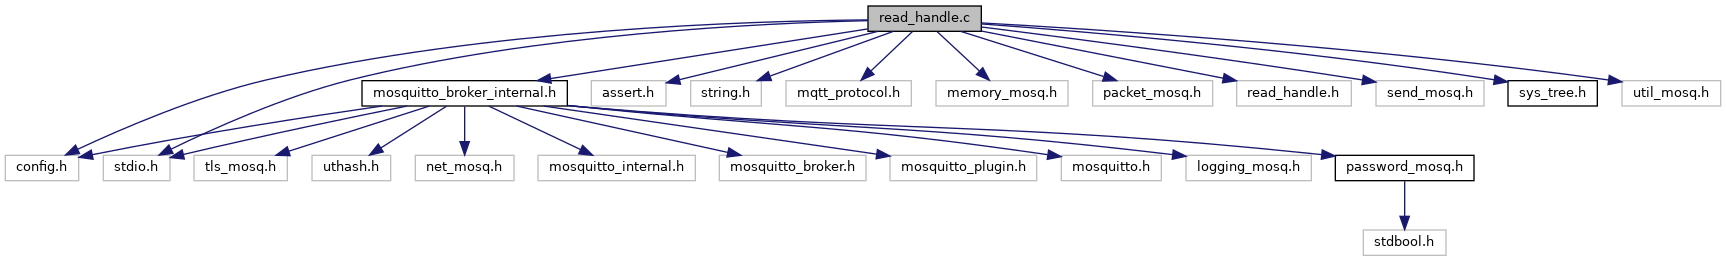 read_handle.c
mosquitto_broker_internal.h
assert.h
string.h
mqtt_protocol.h
memory_mosq.h
packet_mosq.h
read_handle.h
send_mosq.h
sys_tree.h
util_mosq.h
config.h
stdio.h
tls_mosq.h
uthash.h
net_mosq.h
mosquitto_internal.h
mosquitto_broker.h
mosquitto_plugin.h
mosquitto.h
logging_mosq.h
password_mosq.h
stdbool.h